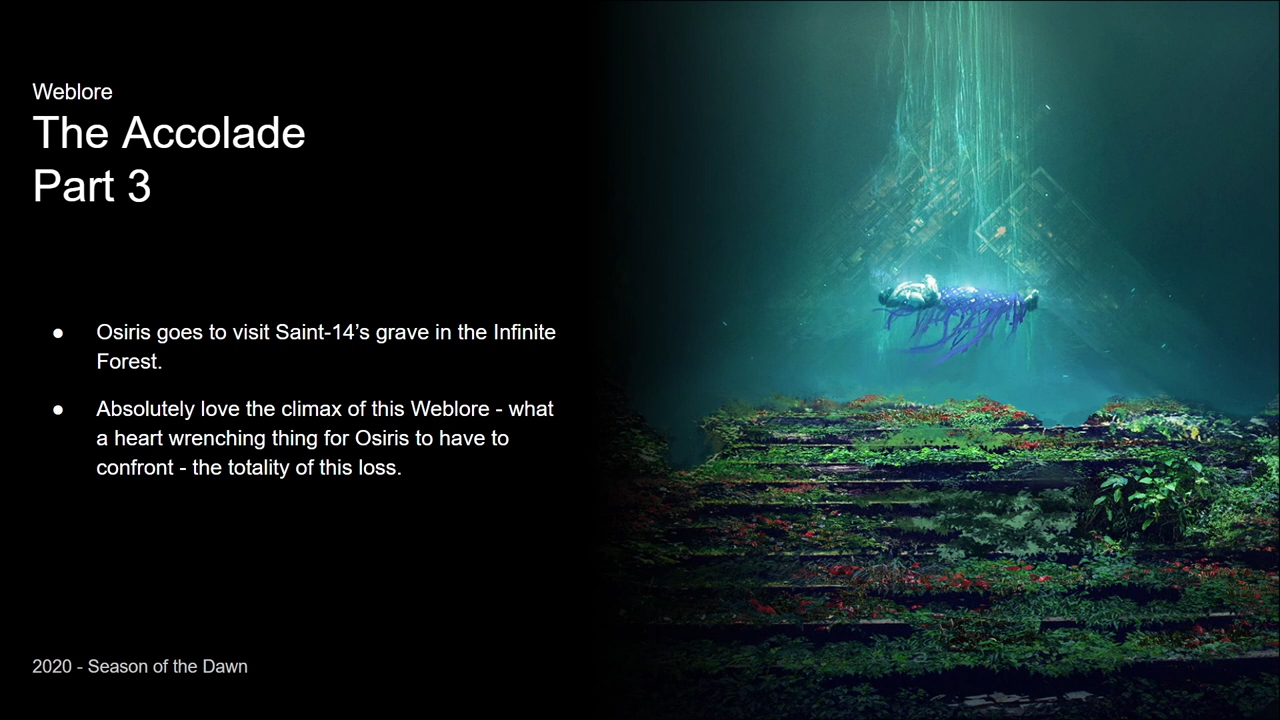 Weblore
The Accolade
Part 3
● Osiris goes to visit Saint-14’s grave in the Infinite
Forest.
● Absolutely love the climax of this Weblore - what
a heart wrenching thing for Osiris to have to
confront - the totality of this loss.
2020 - Season of the Dawn